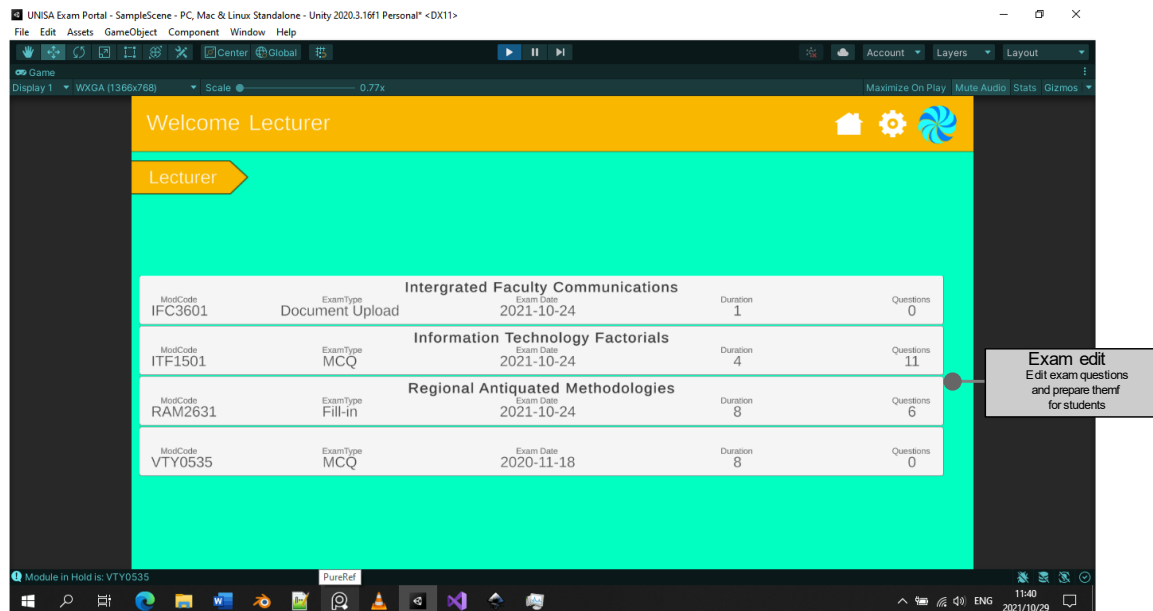 UNISA Exam Portal - SampleScene - PC, Mac & Linux Standalone - Unity 2020.3.16f1 Personal* <DX11>
File Edit Assets GameObject Component Window Help
Center Global Account Layers Layout
Game
Display 1 WXGA (1366x768) Scale 0.77x Maximize On Play Mute Audio Stats Gizmos
Welcome Lecturer
Lecturer
Intergrated Faculty Communications
ModCode ExamType Exam Date Duration Questions
IFC3601 Document Upload 2021-10-24 1 0
Information Technology Factorials
ModCode ExamType Exam Date Duration Questions
ITF1501 MCQ 2021-10-24 4 11
Exam edit
Edit exam questions
and prepare themf
for students
Regional Antiquated Methodologies
ModCode ExamType Exam Date Duration Questions
RAM2631 Fill-in 2021-10-24 8 6
ModCode ExamType Exam Date Duration Questions
VTY0535 MCQ 2020-11-18 8 0
Module in Hold is: VTY0535
PureRef
ENG
11:40
2021/10/29